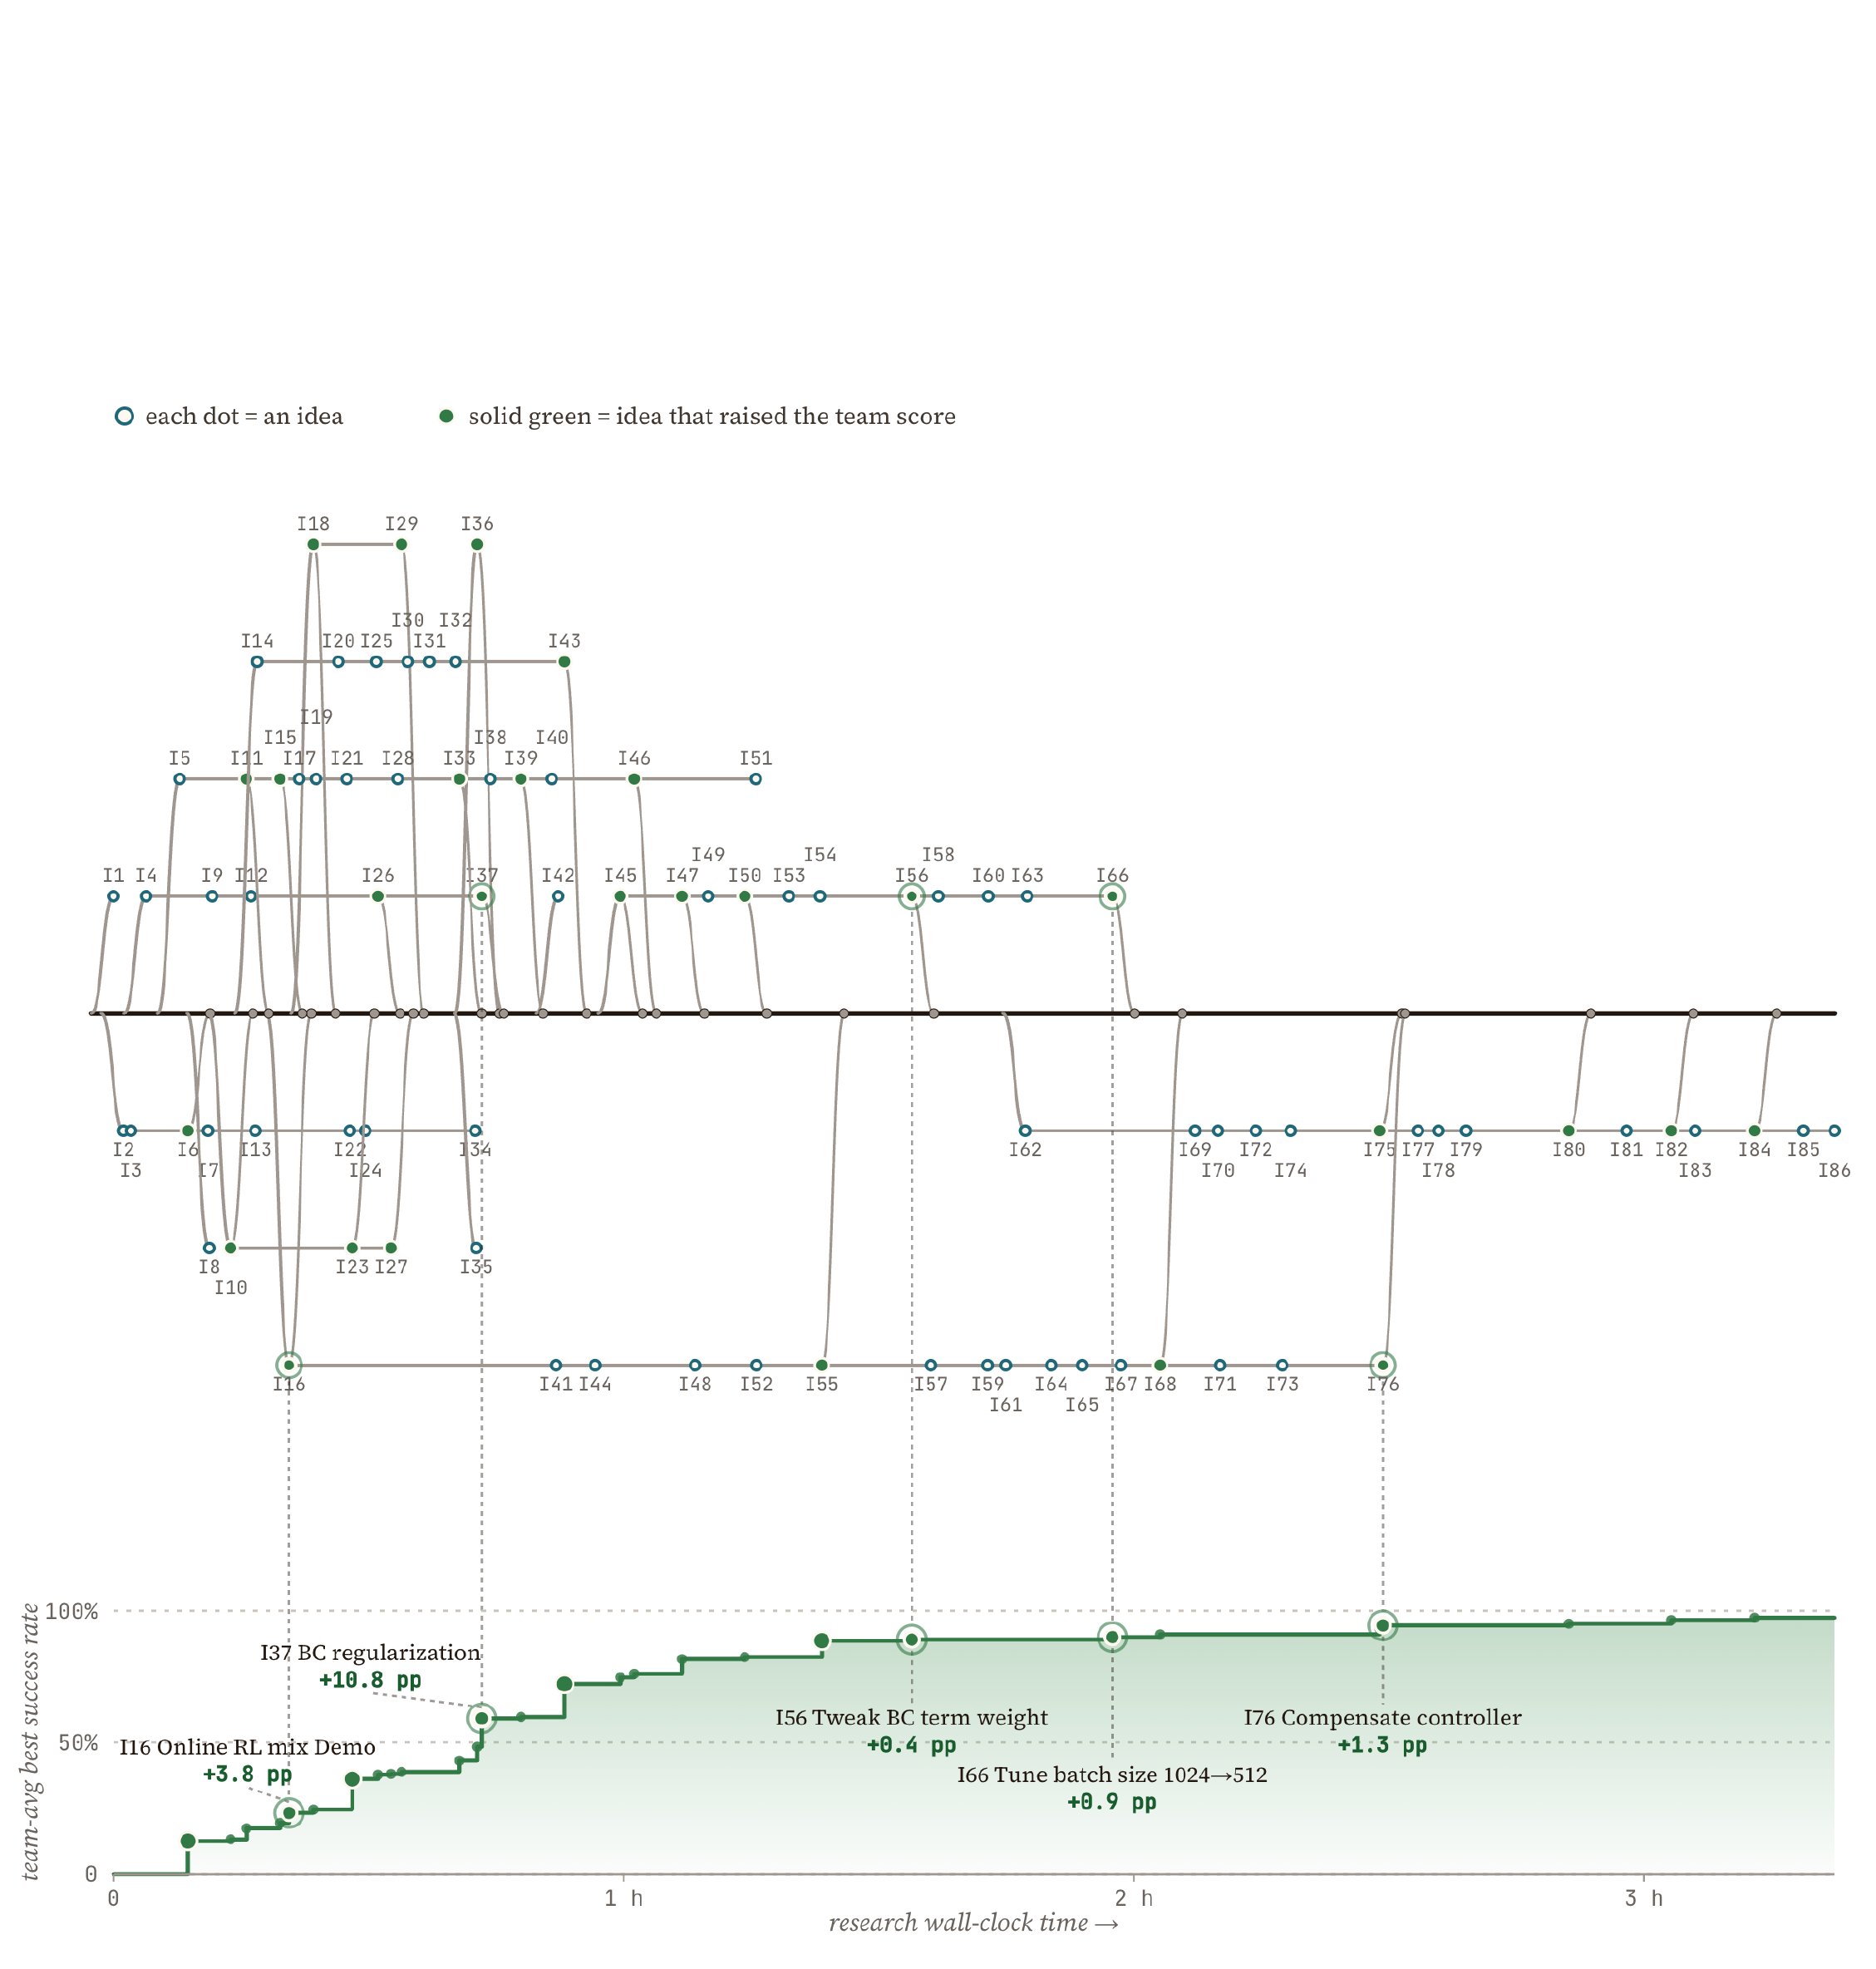 each dot = an idea
solid green = idea that raised the team score
I18 I29 I36
I30 I32
I14 I20 I25 I31 I43
I19
I15 I38 I40
I5 I11 I17 I21 I28 I33 I39 I46 I51
I49 I54 I58
I1 I4 I9 I12 I26 I37 I42 I45 I47 I50 I53 I56 I60 I63 I66
I2 I6 I13 I22 I34 I62 I69 I72 I75 I77 I79 I80 I81 I82 I84 I85
I3 I7 I24 I70 I74 I78 I83 I86
I8 I23 I27 I35
I10
I16 I41 I44 I48 I52 I55 I57 I59 I64 I67 I68 I71 I73 I76
I61 I65
team-avg best success rate
100%
50%
0
I37 BC regularization
+10.8 pp
I16 Online RL mix Demo
+3.8 pp
I56 Tweak BC term weight
+0.4 pp
I76 Compensate controller
+1.3 pp
I66 Tune batch size 1024→512
+0.9 pp
0 1 h 2 h 3 h
research wall-clock time →